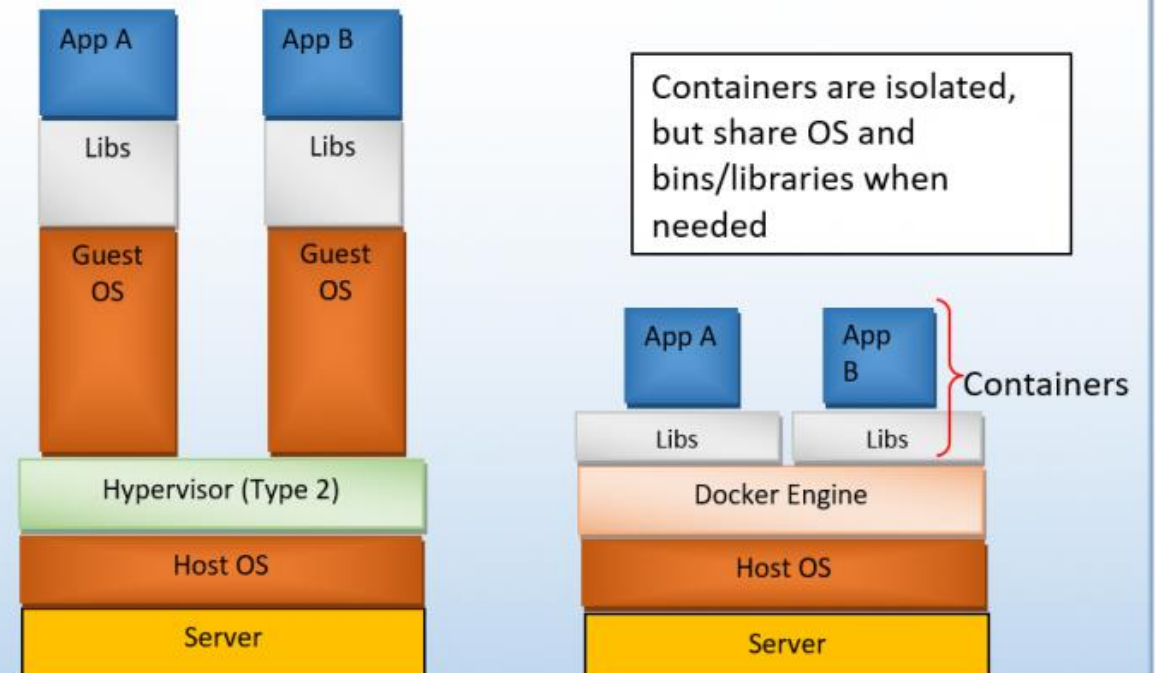 App A
App B
Libs
Libs
Guest
OS
Guest
OS
Hypervisor (Type 2)
Host OS
Server
Containers are isolated,
but share OS and
bins/libraries when
needed
App A
App
B
Containers
Libs
Libs
Docker Engine
Host OS
Server